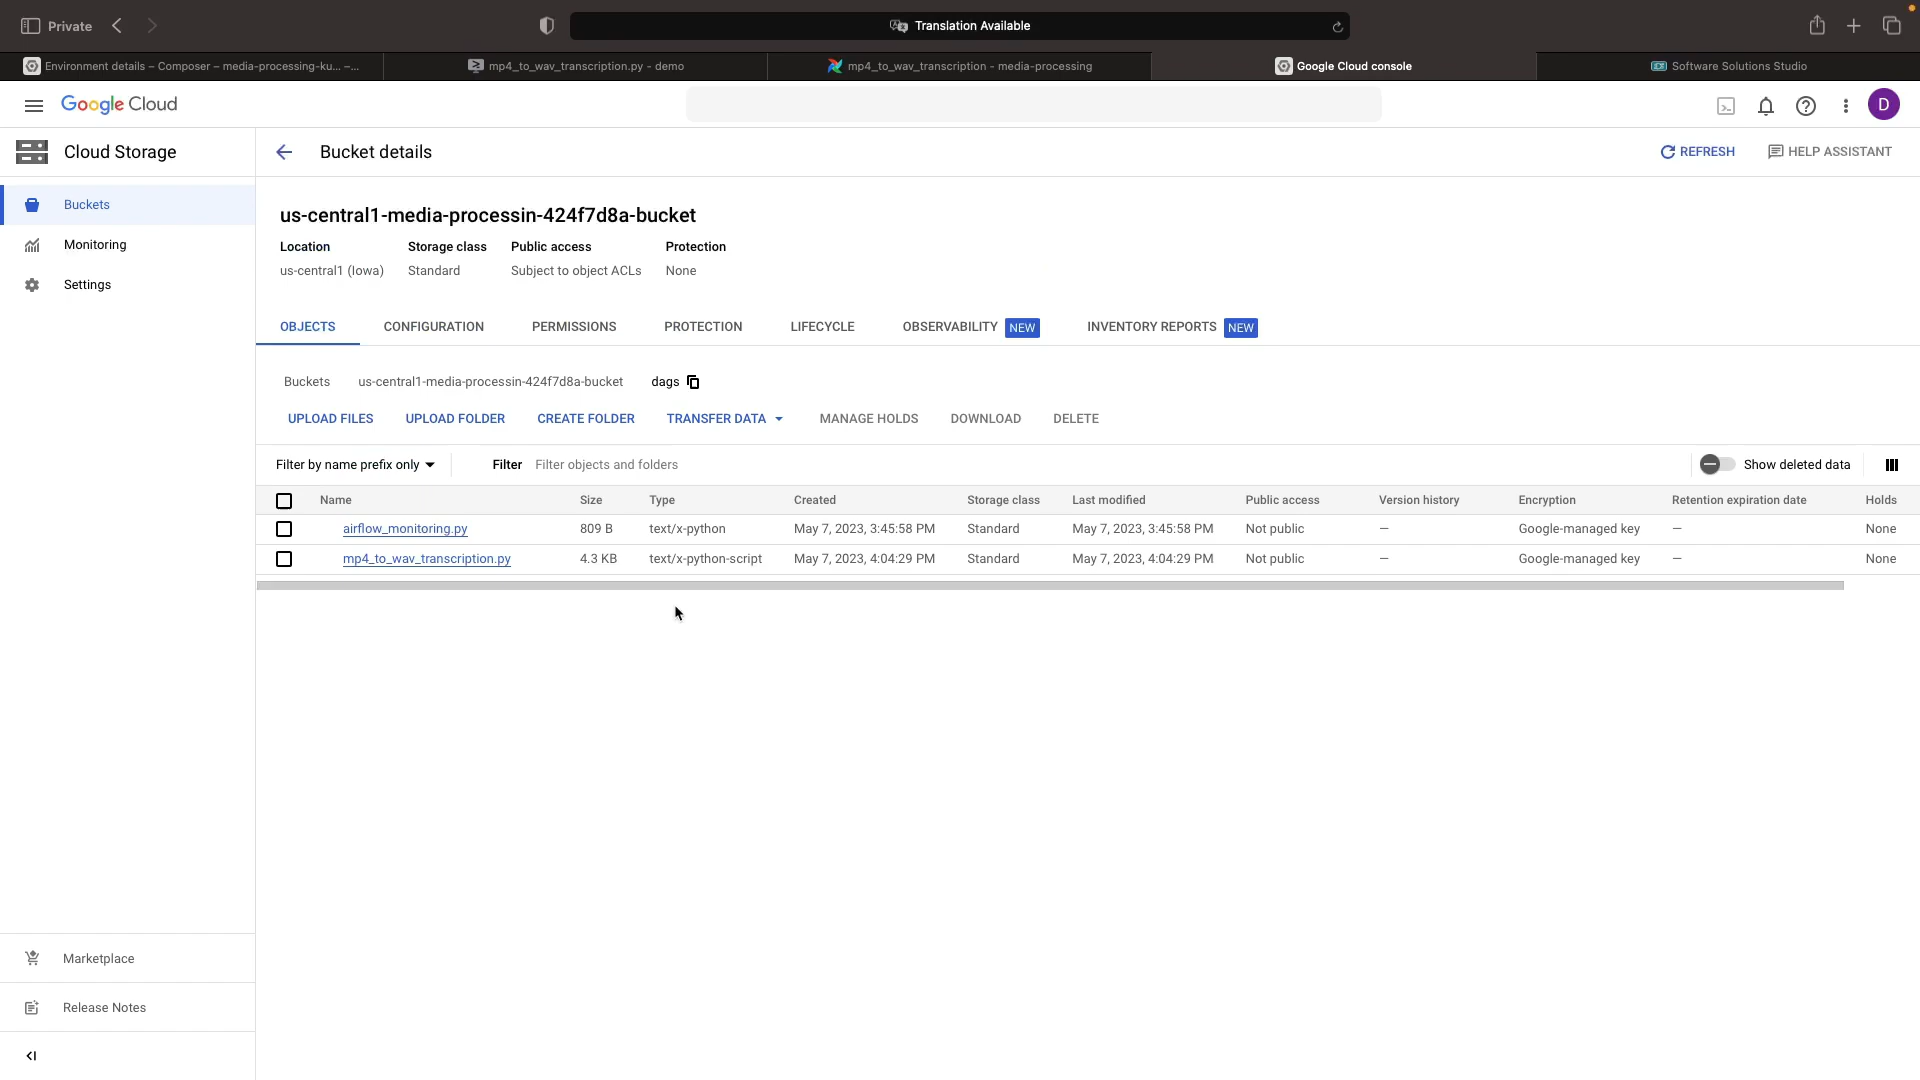 Private
Translation Available
Environment details – Composer – media-processing-ku... –...
mp4_to_wav_transcription.py - demo
mp4_to_wav_transcription - media-processing
Google Cloud console
Software Solutions Studio
Google Cloud
D
Cloud Storage
Bucket details
REFRESH
HELP ASSISTANT
Buckets
Monitoring
Settings
us-central1-media-processin-424f7d8a-bucket
Location Storage class Public access Protection
us-central1 (Iowa) Standard Subject to object ACLs None
OBJECTS CONFIGURATION PERMISSIONS PROTECTION LIFECYCLE OBSERVABILITY NEW INVENTORY REPORTS NEW
Buckets us-central1-media-processin-424f7d8a-bucket dags
UPLOAD FILES UPLOAD FOLDER CREATE FOLDER TRANSFER DATA MANAGE HOLDS DOWNLOAD DELETE
Filter by name prefix only Filter Filter objects and folders Show deleted data
Name Size Type Created Storage class Last modified Public access Version history Encryption Retention expiration date Holds
airflow_monitoring.py 809 B text/x-python May 7, 2023, 3:45:58 PM Standard May 7, 2023, 3:45:58 PM Not public — Google-managed key — None
mp4_to_wav_transcription.py 4.3 KB text/x-python-script May 7, 2023, 4:04:29 PM Standard May 7, 2023, 4:04:29 PM Not public — Google-managed key — None
Marketplace
Release Notes